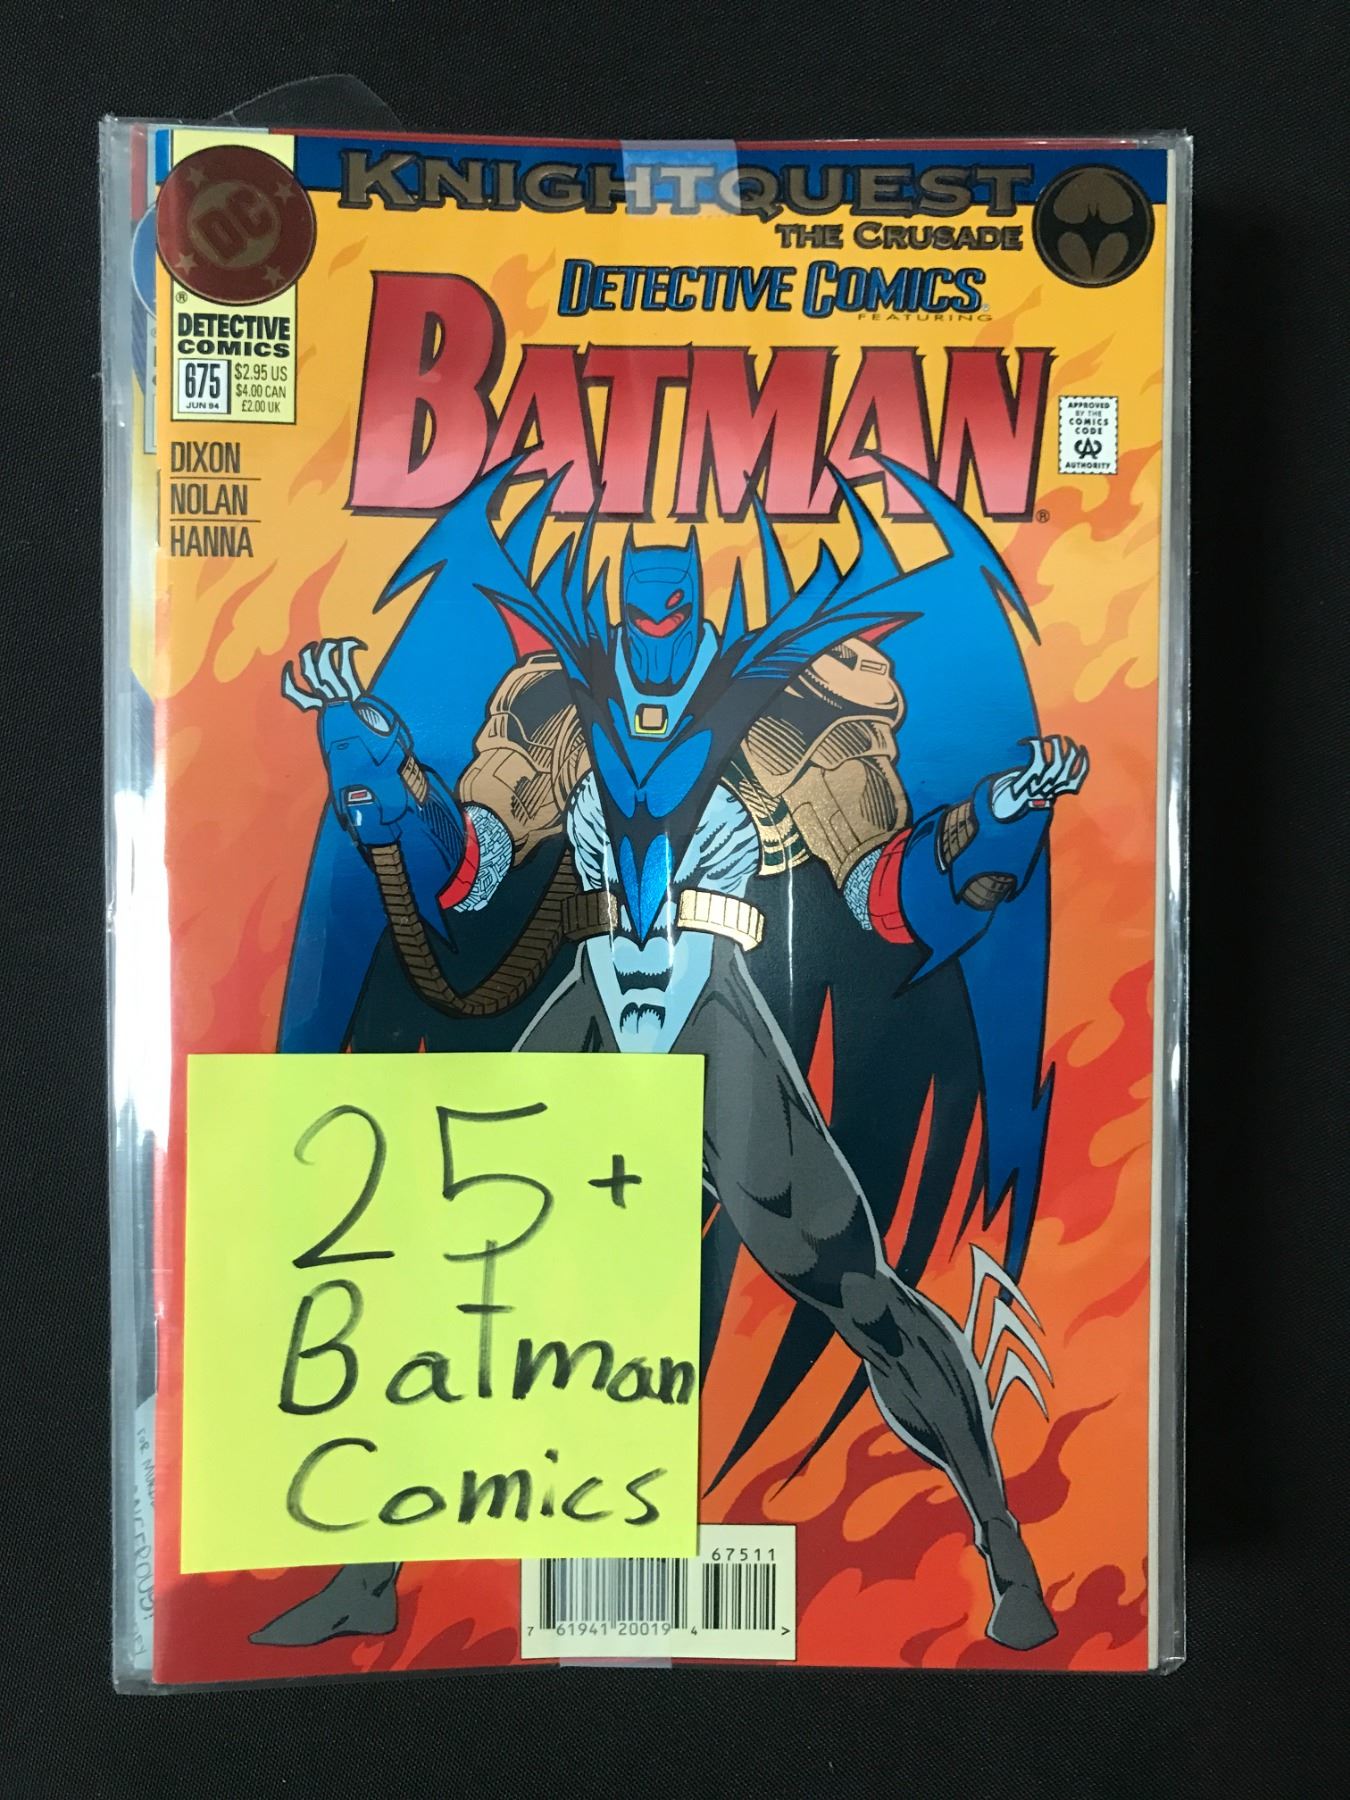 KNIGHTQUEST
THE CRUSADE
DC
®
DETECTIVE COMICS®
FEATURING
BATMAN®
DETECTIVE
COMICS
675
JUN 94
$2.95 US
$4.00 CAN
£2.00 UK
APPROVED
BY THE
COMICS
CODE
CA
AUTHORITY
DIXON
NOLAN
HANNA
25+
Batman
Comics
67511
7 61941 20019 4 >